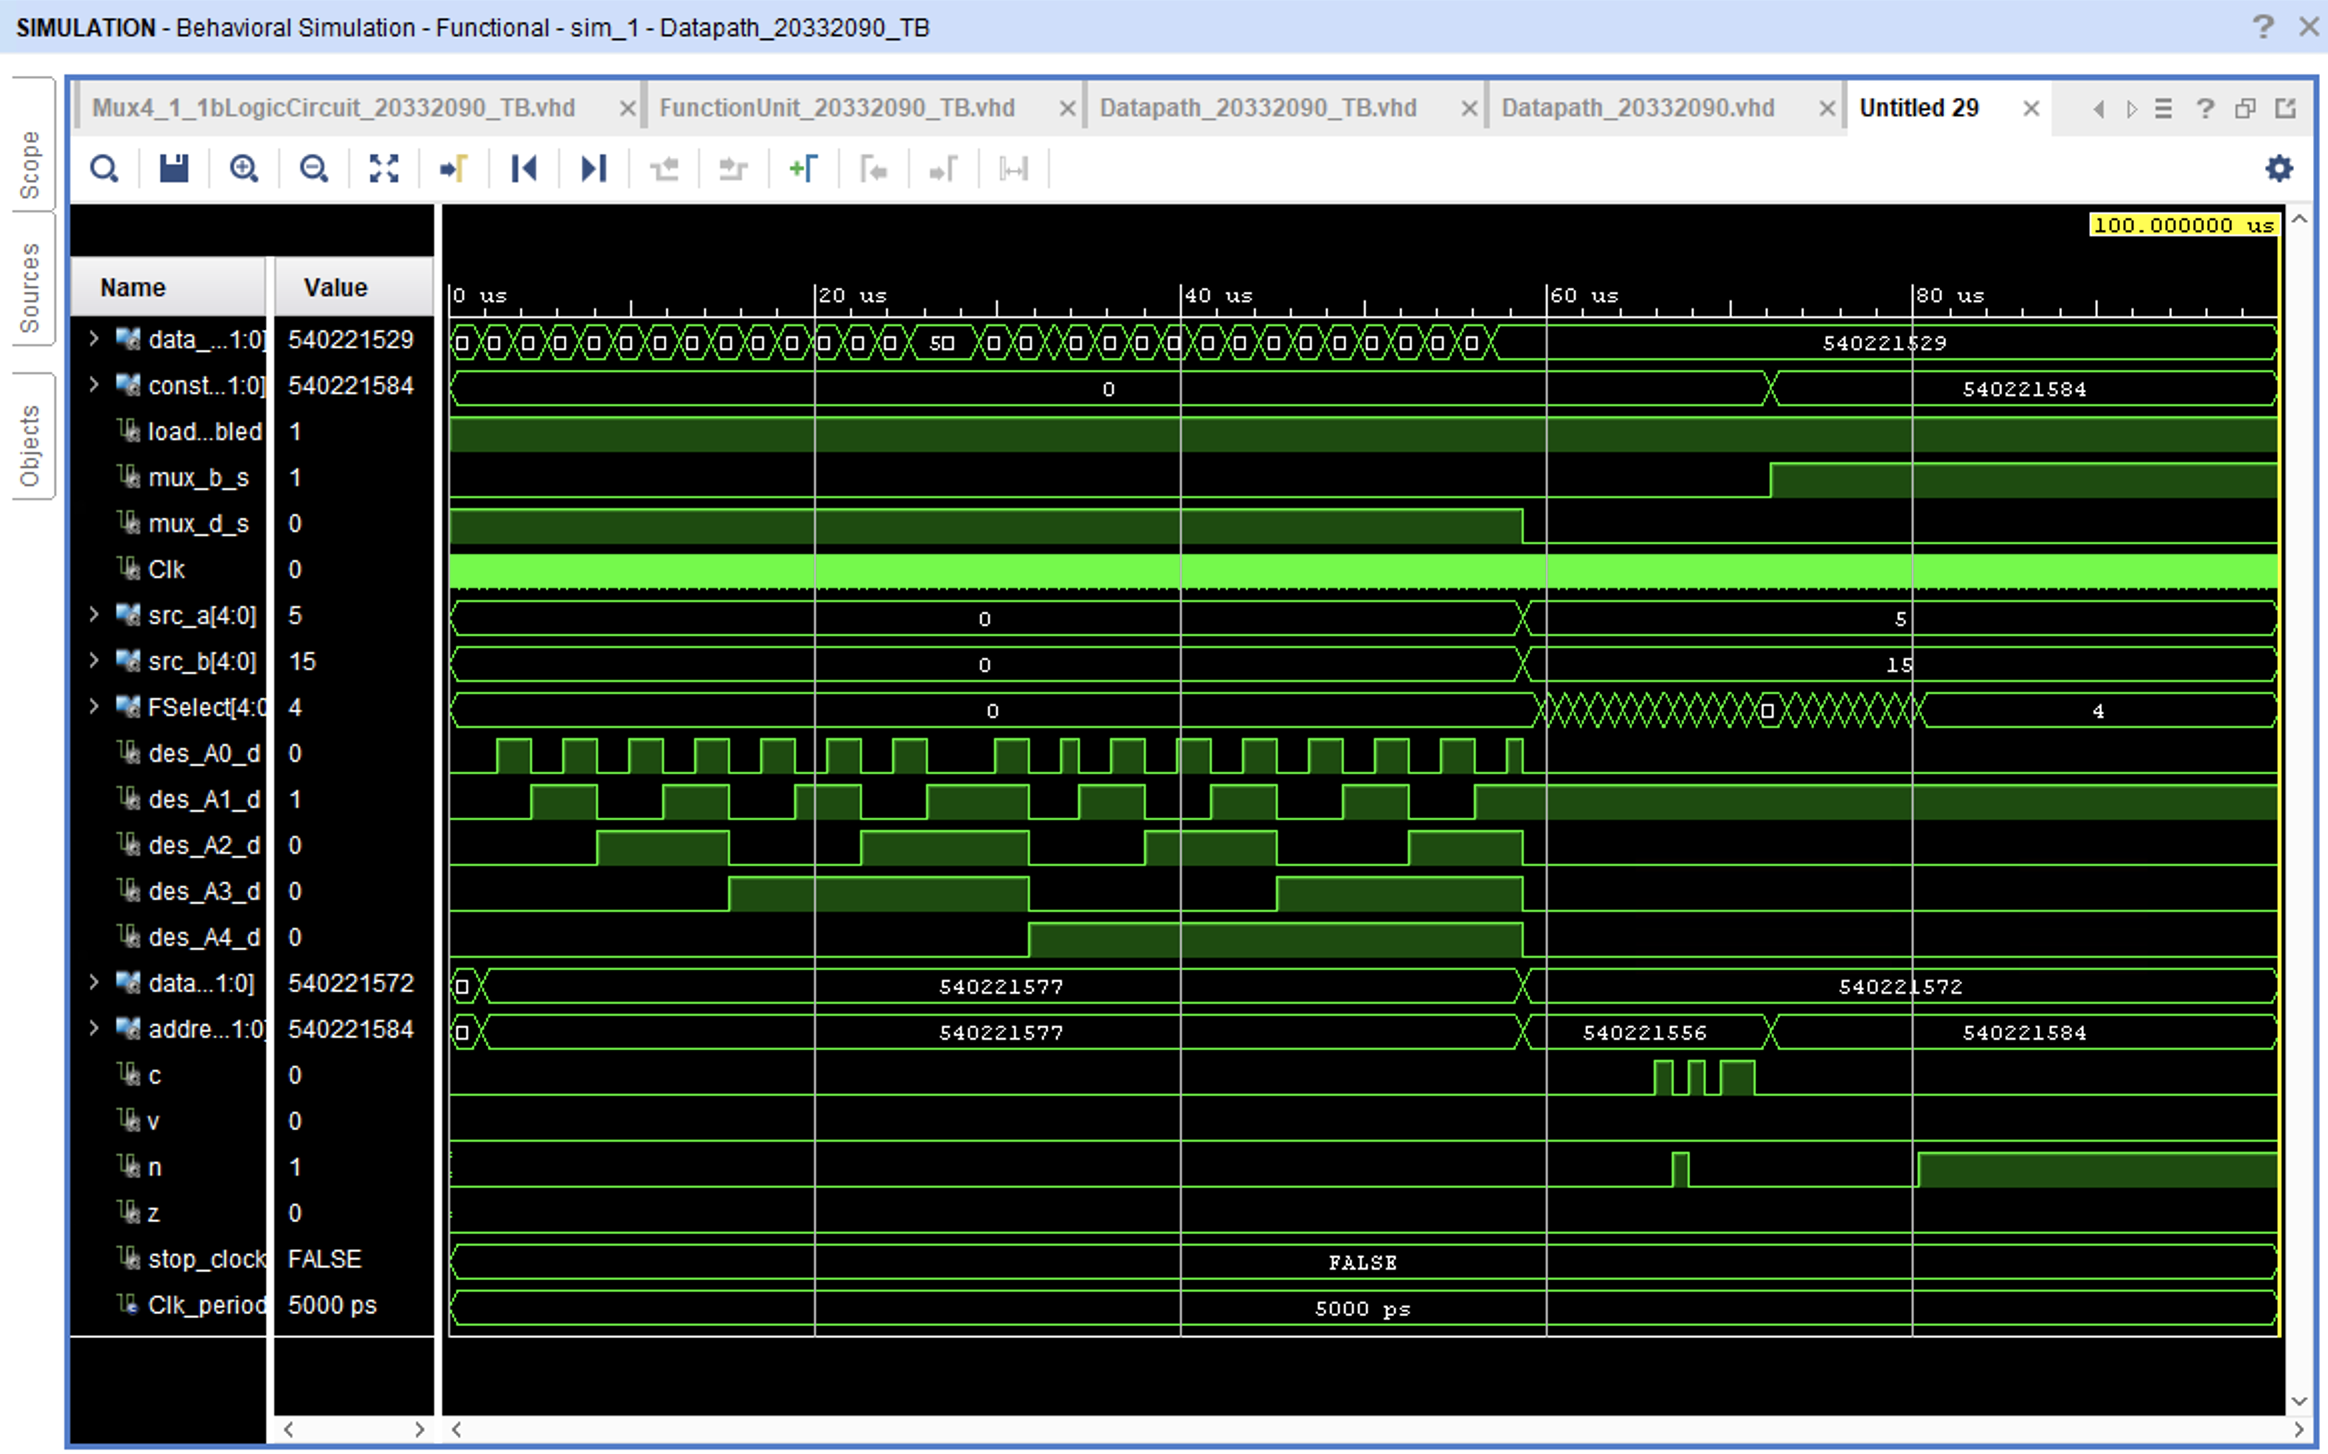 SIMULATION - Behavioral Simulation - Functional - sim_1 - Datapath_20332090_TB
Scope
Sources
Objects
Mux4_1_1bLogicCircuit_20332090_TB.vhd
FunctionUnit_20332090_TB.vhd
Datapath_20332090_TB.vhd
Datapath_20332090.vhd
Untitled 29
100.000000 us
Name Value
0 us 20 us 40 us 60 us 80 us
data_...1:0] 540221529 5 540221529
const...1:0] 540221584 0 540221584
load...bled 1
mux_b_s 1
mux_d_s 0
Clk 0
src_a[4:0] 5 0 5
src_b[4:0] 15 0 15
FSelect[4:0 4 0 4
des_A0_d 0
des_A1_d 1
des_A2_d 0
des_A3_d 0
des_A4_d 0
data...1:0] 540221572 540221577 540221572
addre...1:0] 540221584 540221577 540221556 540221584
c 0
v 0
n 1
z 0
stop_clock FALSE FALSE
Clk_period 5000 ps 5000 ps